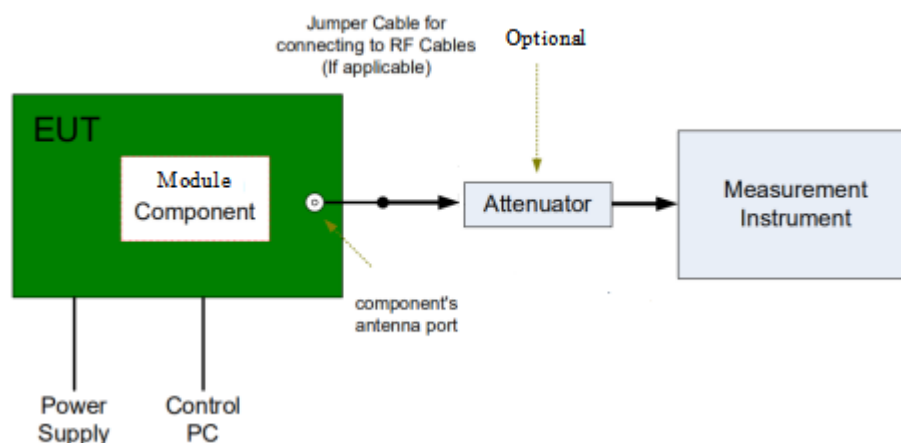 Jumper Cable for
connecting to RF Cables
(If applicable)
Optional
EUT
Module
Component
Attenuator
Measurement
Instrument
component's
antenna port
Power
Supply
Control
PC